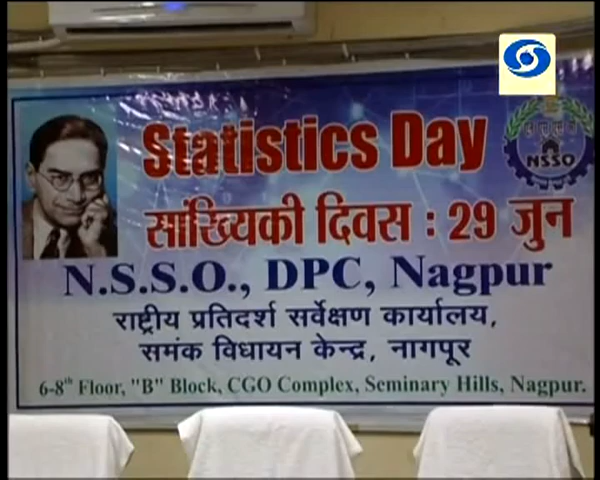 Statistics Day
सांख्यिकी दिवस : 29 जुन
NSSO
N.S.S.O., DPC, Nagpur
राष्ट्रीय प्रतिदर्श सर्वेक्षण कार्यालय,
समंक विधायन केन्द्र, नागपूर
6-8th Floor, "B" Block, CGO Complex, Seminary Hills, Nagpur.